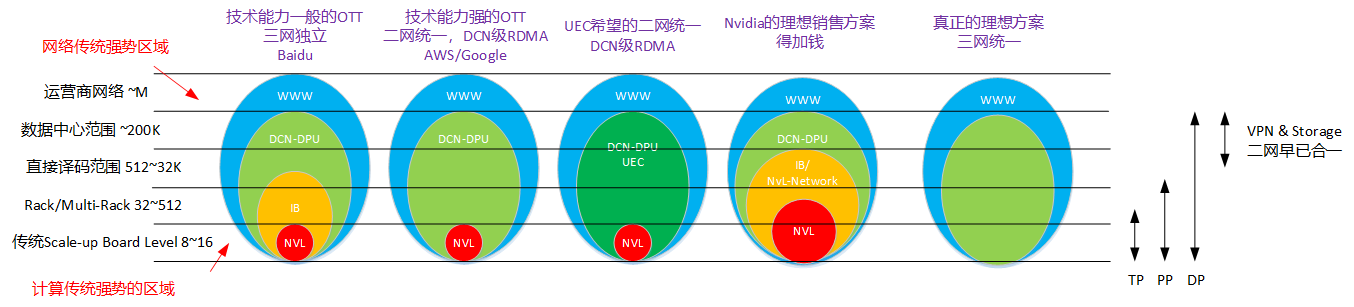 技术能力一般的OTT
三网独立
Baidu
技术能力强的OTT
二网统一，DCN级RDMA
AWS/Google
UEC希望的二网统一
DCN级RDMA
Nvidia的理想销售方案
得加钱
真正的理想方案
三网统一
网络传统强势区域
运营商网络 ~M
WWW
WWW
WWW
WWW
WWW
数据中心范围 ~200K
DCN-DPU
DCN-DPU
DCN-DPU
UEC
DCN-DPU
VPN & Storage
二网早已合一
直接译码范围 512~32K
IB/
NvL-Network
Rack/Multi-Rack 32~512
IB
NVL
传统Scale-up Board Level 8~16
NVL
NVL
NVL
计算传统强势的区域
TP
PP
DP